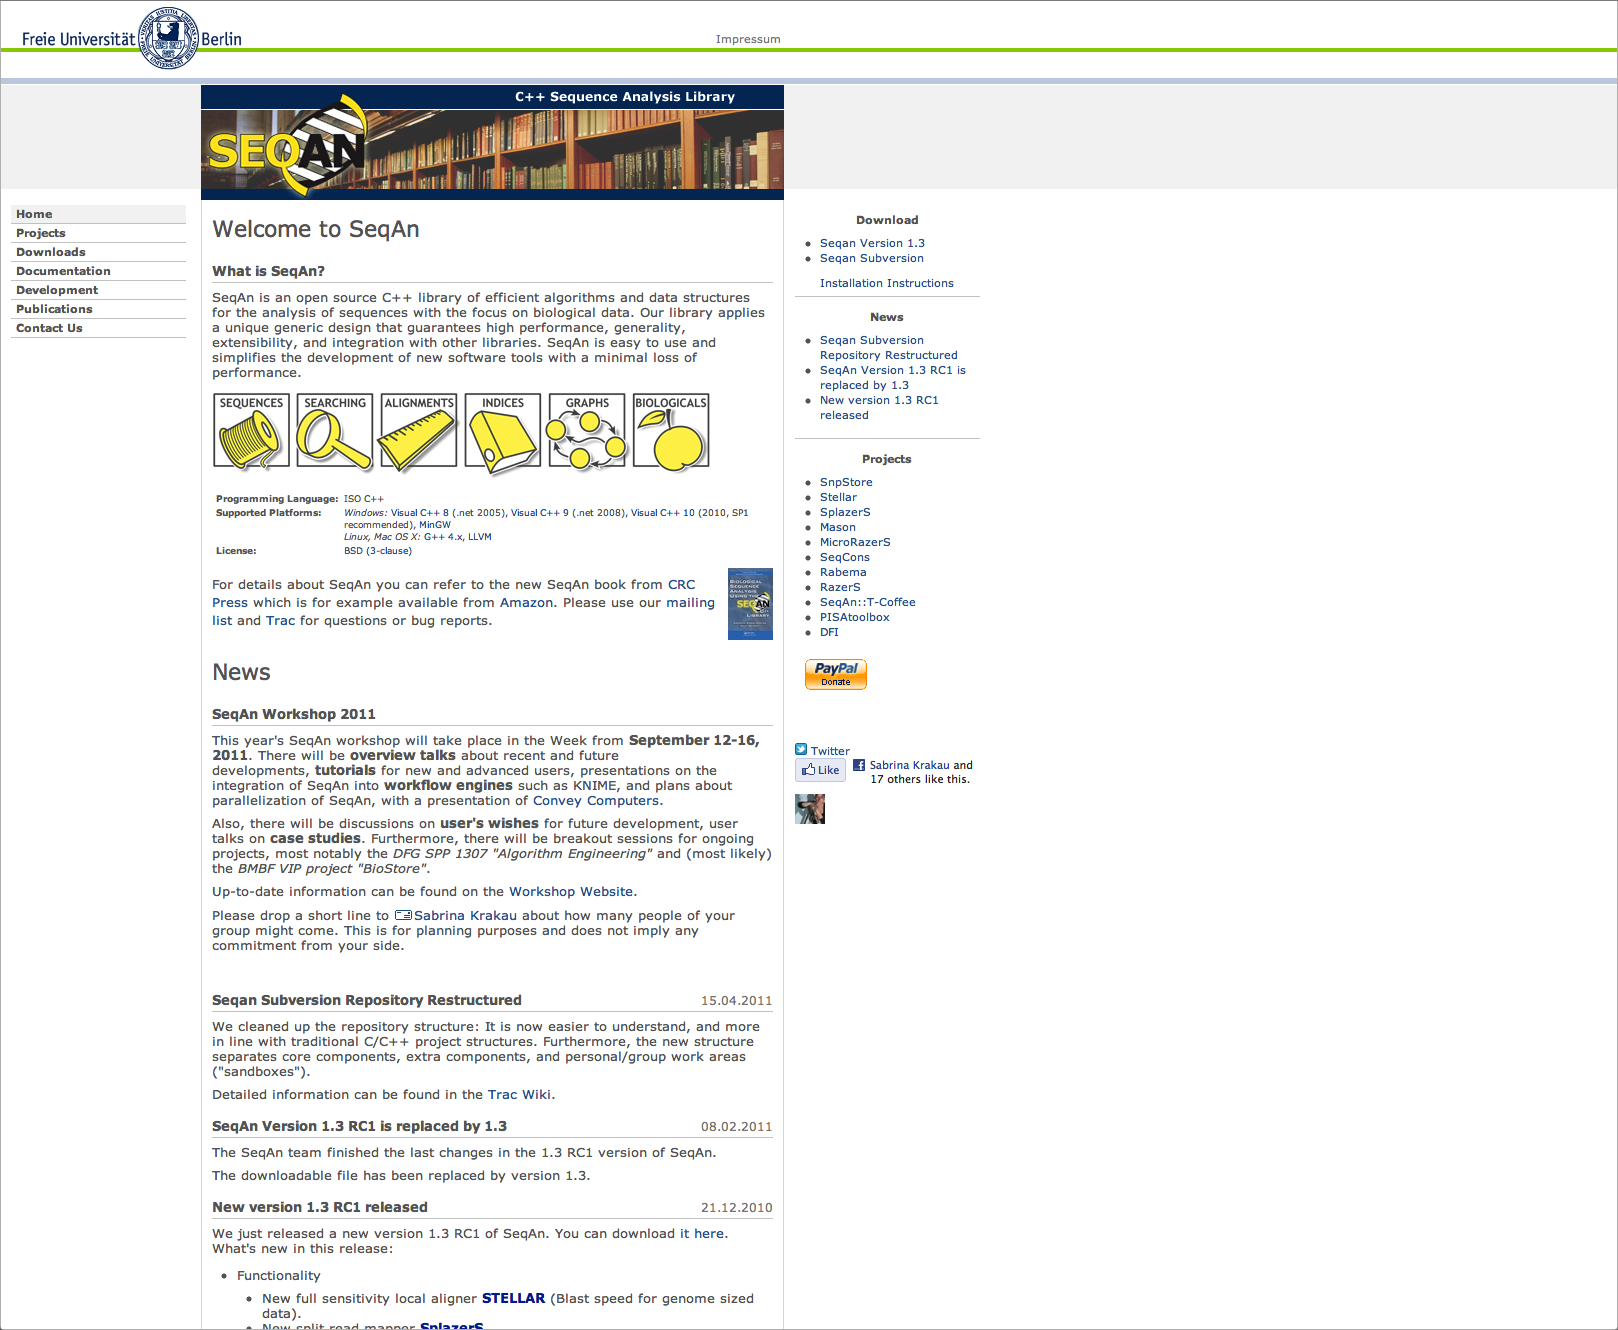 Freie Universität Berlin
Impressum
C++ Sequence Analysis Library
SEQAN
Home
Projects
Downloads
Documentation
Development
Publications
Contact Us
Welcome to SeqAn
What is SeqAn?
SeqAn is an open source C++ library of efficient algorithms and data structures
for the analysis of sequences with the focus on biological data. Our library applies
a unique generic design that guarantees high performance, generality,
extensibility, and integration with other libraries. SeqAn is easy to use and
simplifies the development of new software tools with a minimal loss of
performance.
SEQUENCES SEARCHING ALIGNMENTS INDICES GRAPHS BIOLOGICALS
Programming Language: ISO C++
Supported Platforms: Windows: Visual C++ 8 (.net 2005), Visual C++ 9 (.net 2008), Visual C++ 10 (2010, SP1
recommended), MinGW
Linux, Mac OS X: G++ 4.x, LLVM
License: BSD (3-clause)
For details about SeqAn you can refer to the new SeqAn book from CRC
Press which is for example available from Amazon. Please use our mailing
list and Trac for questions or bug reports.
BIOLOGICAL
SEQUENCE
ANALYSIS
USING THE
SEQAN
C++
LIBRARY
News
SeqAn Workshop 2011
This year's SeqAn workshop will take place in the Week from September 12-16,
2011. There will be overview talks about recent and future
developments, tutorials for new and advanced users, presentations on the
integration of SeqAn into workflow engines such as KNIME, and plans about
parallelization of SeqAn, with a presentation of Convey Computers.
Also, there will be discussions on user's wishes for future development, user
talks on case studies. Furthermore, there will be breakout sessions for ongoing
projects, most notably the DFG SPP 1307 "Algorithm Engineering" and (most likely)
the BMBF VIP project "BioStore".
Up-to-date information can be found on the Workshop Website.
Please drop a short line to Sabrina Krakau about how many people of your
group might come. This is for planning purposes and does not imply any
commitment from your side.
Seqan Subversion Repository Restructured 15.04.2011
We cleaned up the repository structure: It is now easier to understand, and more
in line with traditional C/C++ project structures. Furthermore, the new structure
separates core components, extra components, and personal/group work areas
("sandboxes").
Detailed information can be found in the Trac Wiki.
SeqAn Version 1.3 RC1 is replaced by 1.3 08.02.2011
The SeqAn team finished the last changes in the 1.3 RC1 version of SeqAn.
The downloadable file has been replaced by version 1.3.
New version 1.3 RC1 released 21.12.2010
We just released a new version 1.3 RC1 of SeqAn. You can download it here.
What's new in this release:
• Functionality
• New full sensitivity local aligner STELLAR (Blast speed for genome sized
data).
• New split read mapper SplazerS
Download
• Seqan Version 1.3
• Seqan Subversion
Installation Instructions
News
• Seqan Subversion
Repository Restructured
• SeqAn Version 1.3 RC1 is
replaced by 1.3
• New version 1.3 RC1
released
Projects
• SnpStore
• Stellar
• SplazerS
• Mason
• MicroRazerS
• SeqCons
• Rabema
• RazerS
• SeqAn::T-Coffee
• PISAtoolbox
• DFI
PayPal
Donate
Twitter
Like
Sabrina Krakau and
17 others like this.